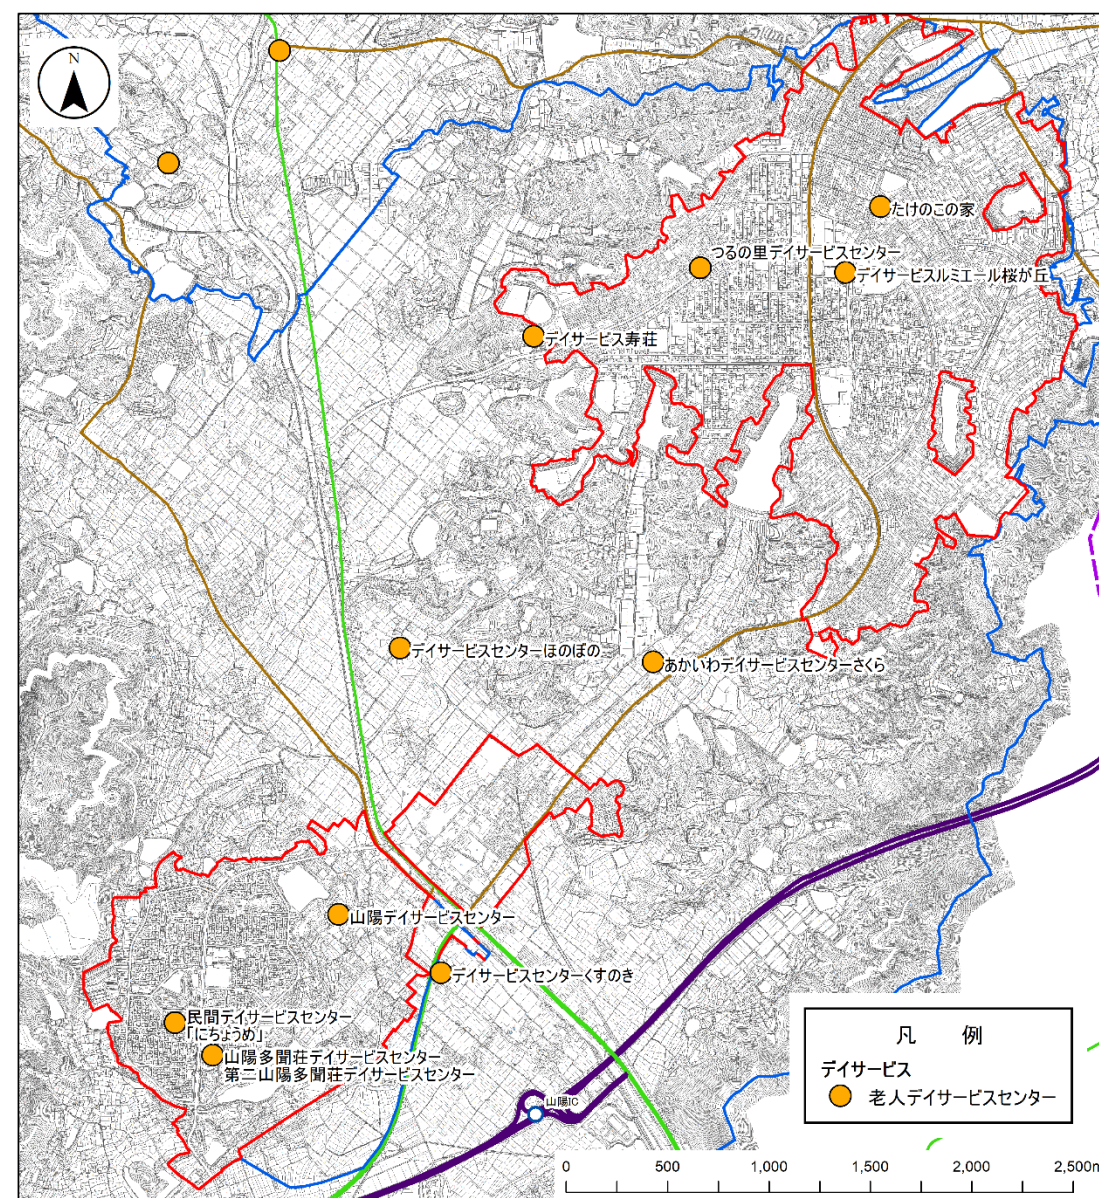 N
たけのこの家
つるの里デイサービスセンター
デイサービスルミエール桜が丘
デイサービス寿荘
デイサービスセンターほのぼの
あかいわデイサービスセンターさくら
山陽デイサービスセンター
デイサービスセンターくすのき
民間デイサービスセンター
「にちょうめ」
山陽多聞荘デイサービスセンター
第二山陽多聞荘デイサービスセンター
山陽IC
凡 例
デイサービス
老人デイサービスセンター
0 500 1,000 1,500 2,000 2,500m